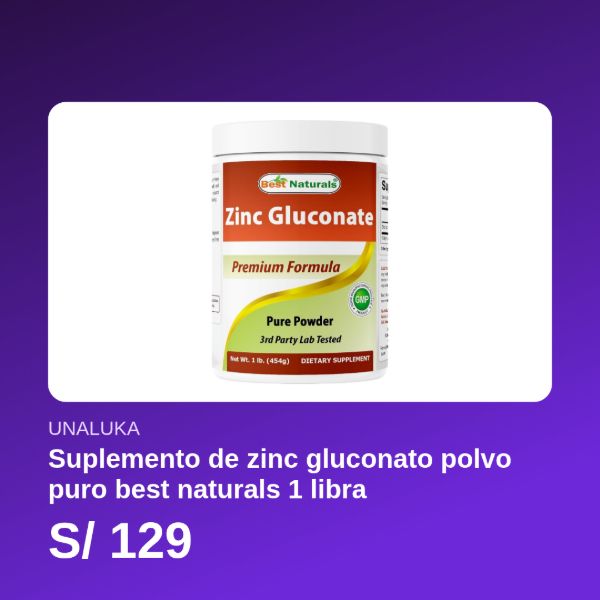 Best Naturals
Zinc Gluconate
Premium Formula
GMP
Pure Powder
3rd Party Lab Tested
Net Wt. 1 lb. (454g) DIETARY SUPPLEMENT
UNALUKA
Suplemento de zinc gluconato polvo
puro best naturals 1 libra
S/ 129